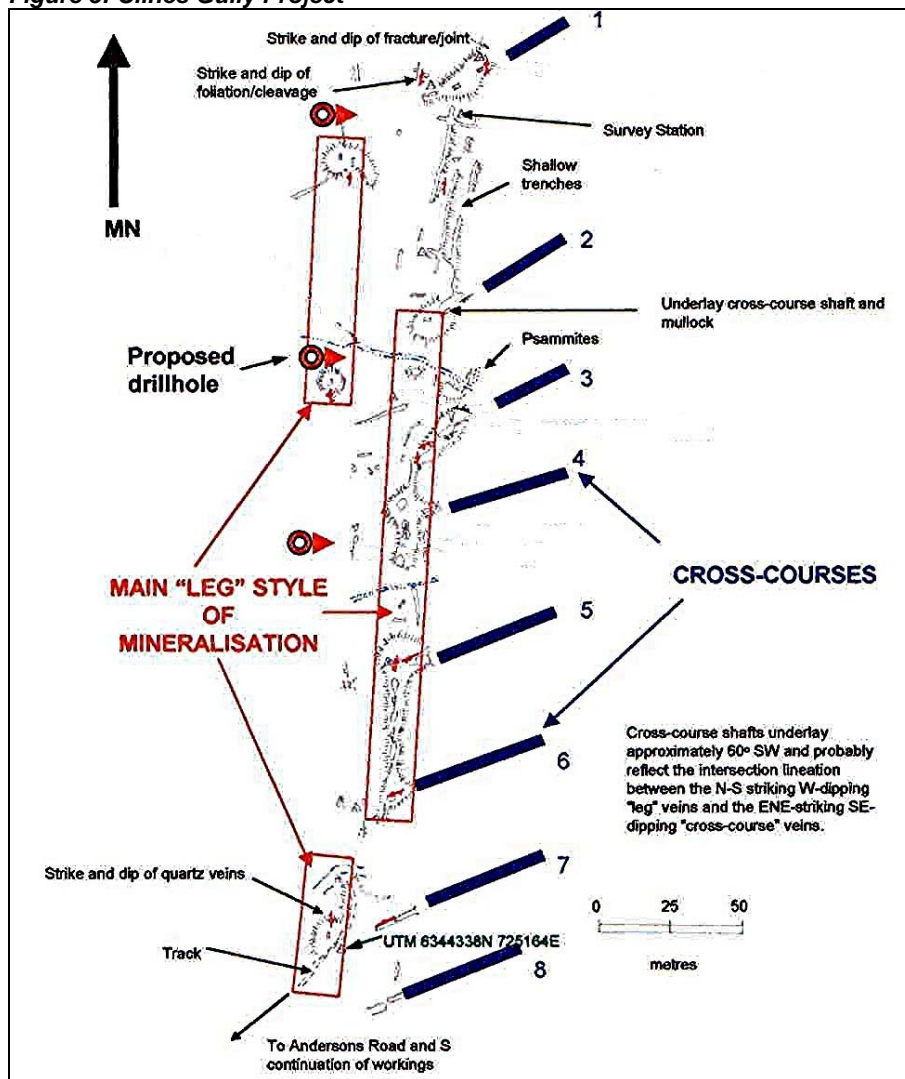 Figure 3: Clines Gully Project
1
Strike and dip of fracture/joint
Strike and dip of
foliation/cleavage
Survey Station
MN
Shallow
trenches
2
Underlay cross-course shaft and
mullock
Psammites
Proposed
drillhole
3
4
MAIN "LEG" STYLE
OF
MINERALISATION
CROSS-COURSES
5
6
Cross-course shafts underlay
approximately 60º SW and probably
reflect the intersection lineation
between the N-S striking W-dipping
"leg" veins and the ENE-striking SE-
dipping "cross-course" veins.
Strike and dip of quartz veins
7
0 25 50
metres
UTM 6344338N 725164E
Track
8
To Andersons Road and S
continuation of workings